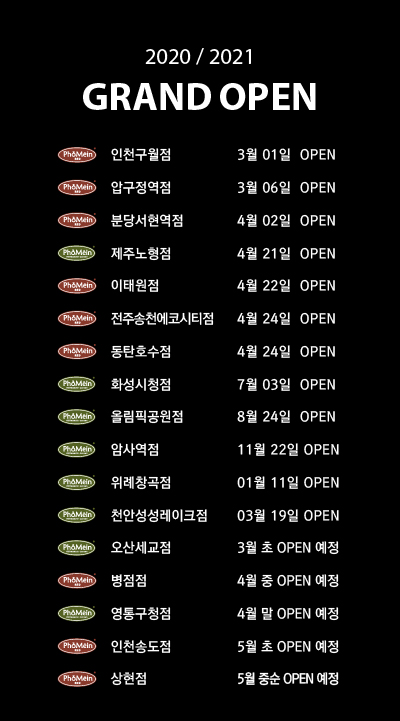 2020 / 2021
GRAND OPEN
PhoMein RED 인천구월점 3월 01일 OPEN
PhoMein RED 압구정역점 3월 06일 OPEN
PhoMein RED 분당서현역점 4월 02일 OPEN
PhoMein 제주노형점 4월 21일 OPEN
PhoMein RED 이태원점 4월 22일 OPEN
PhoMein RED 전주송천에코시티점 4월 24일 OPEN
PhoMein RED 동탄호수점 4월 24일 OPEN
PhoMein 화성시청점 7월 03일 OPEN
PhoMein 올림픽공원점 8월 24일 OPEN
PhoMein 암사역점 11월 22일 OPEN
PhoMein 위례창곡점 01월 11일 OPEN
PhoMein 천안성성레이크점 03월 19일 OPEN
PhoMein 오산세교점 3월 초 OPEN 예정
PhoMein RED 병점점 4월 중 OPEN 예정
PhoMein 영통구청점 4월 말 OPEN 예정
PhoMein RED 인천송도점 5월 초 OPEN 예정
PhoMein RED 상현점 5월 중순 OPEN 예정